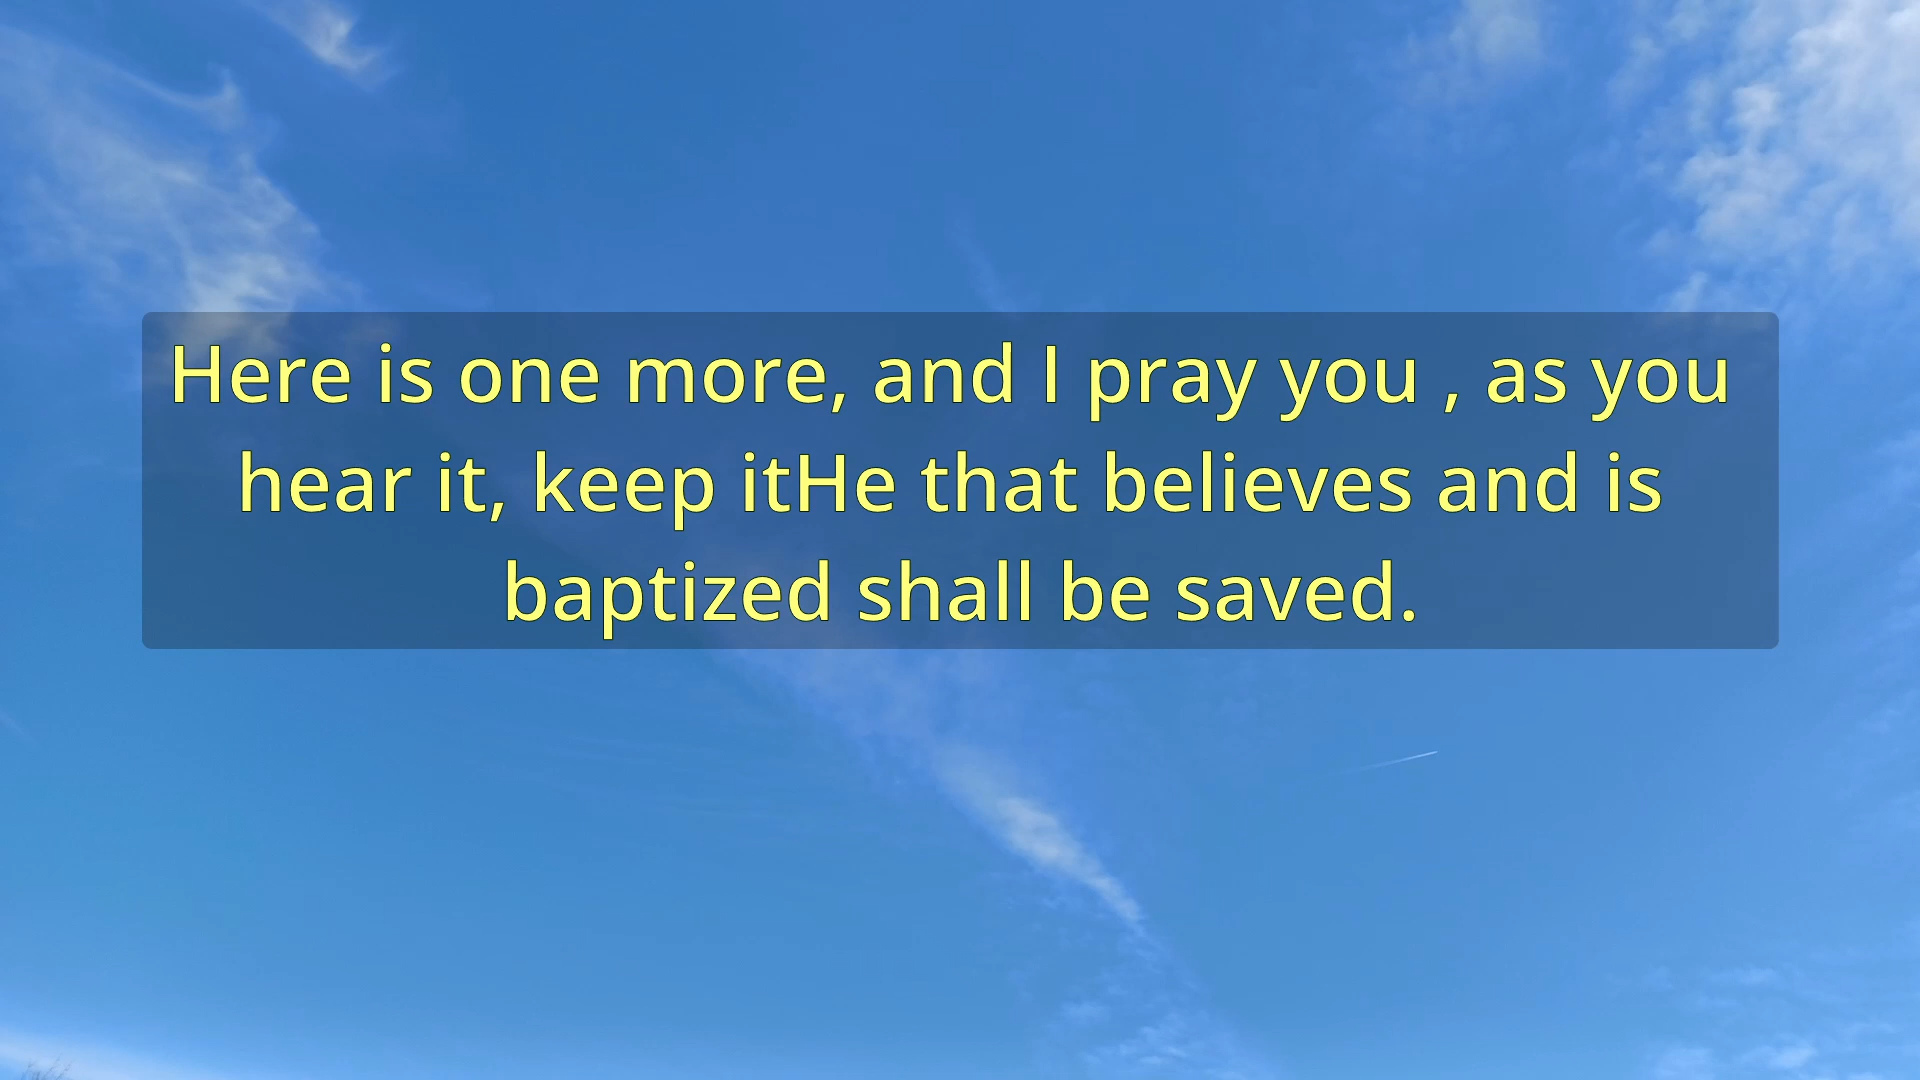 Here is one more, and I pray you , as you
hear it, keep itHe that believes and is
baptized shall be saved.